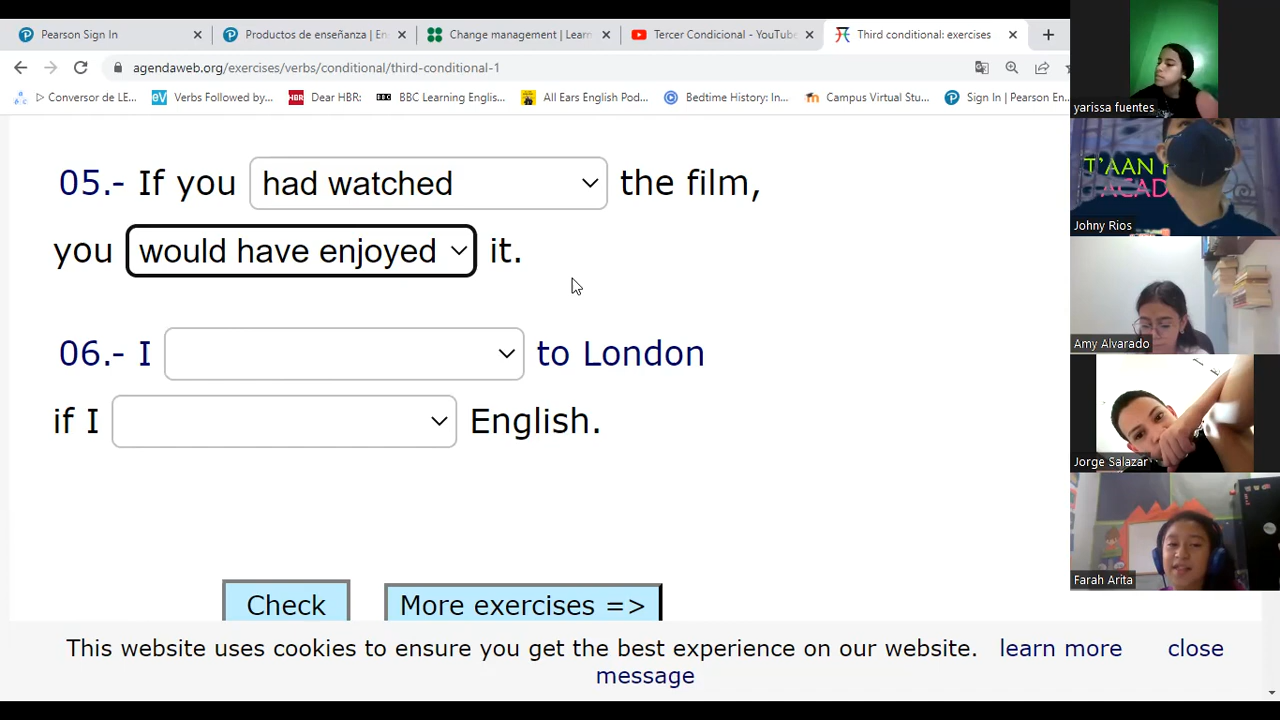 Pearson Sign In
Productos de enseñanza | En
Change management | Learn
Tercer Condicional - YouTube
Third conditional: exercises
agendaweb.org/exercises/verbs/conditional/third-conditional-1
Conversor de LE...
Verbs Followed by...
Dear HBR:
BBC Learning Englis...
All Ears English Pod...
Bedtime History: In...
Campus Virtual Stu...
Sign In | Pearson En
05.- If you had watched the film,
you would have enjoyed it.
06.- I to London
if I English.
Check
More exercises =>
This website uses cookies to ensure you get the best experience on our website. learn more close
message
yarissa fuentes
T'AAN
ACAD
Johny Rios
Amy Alvarado
Jorge Salazar
Farah Arita